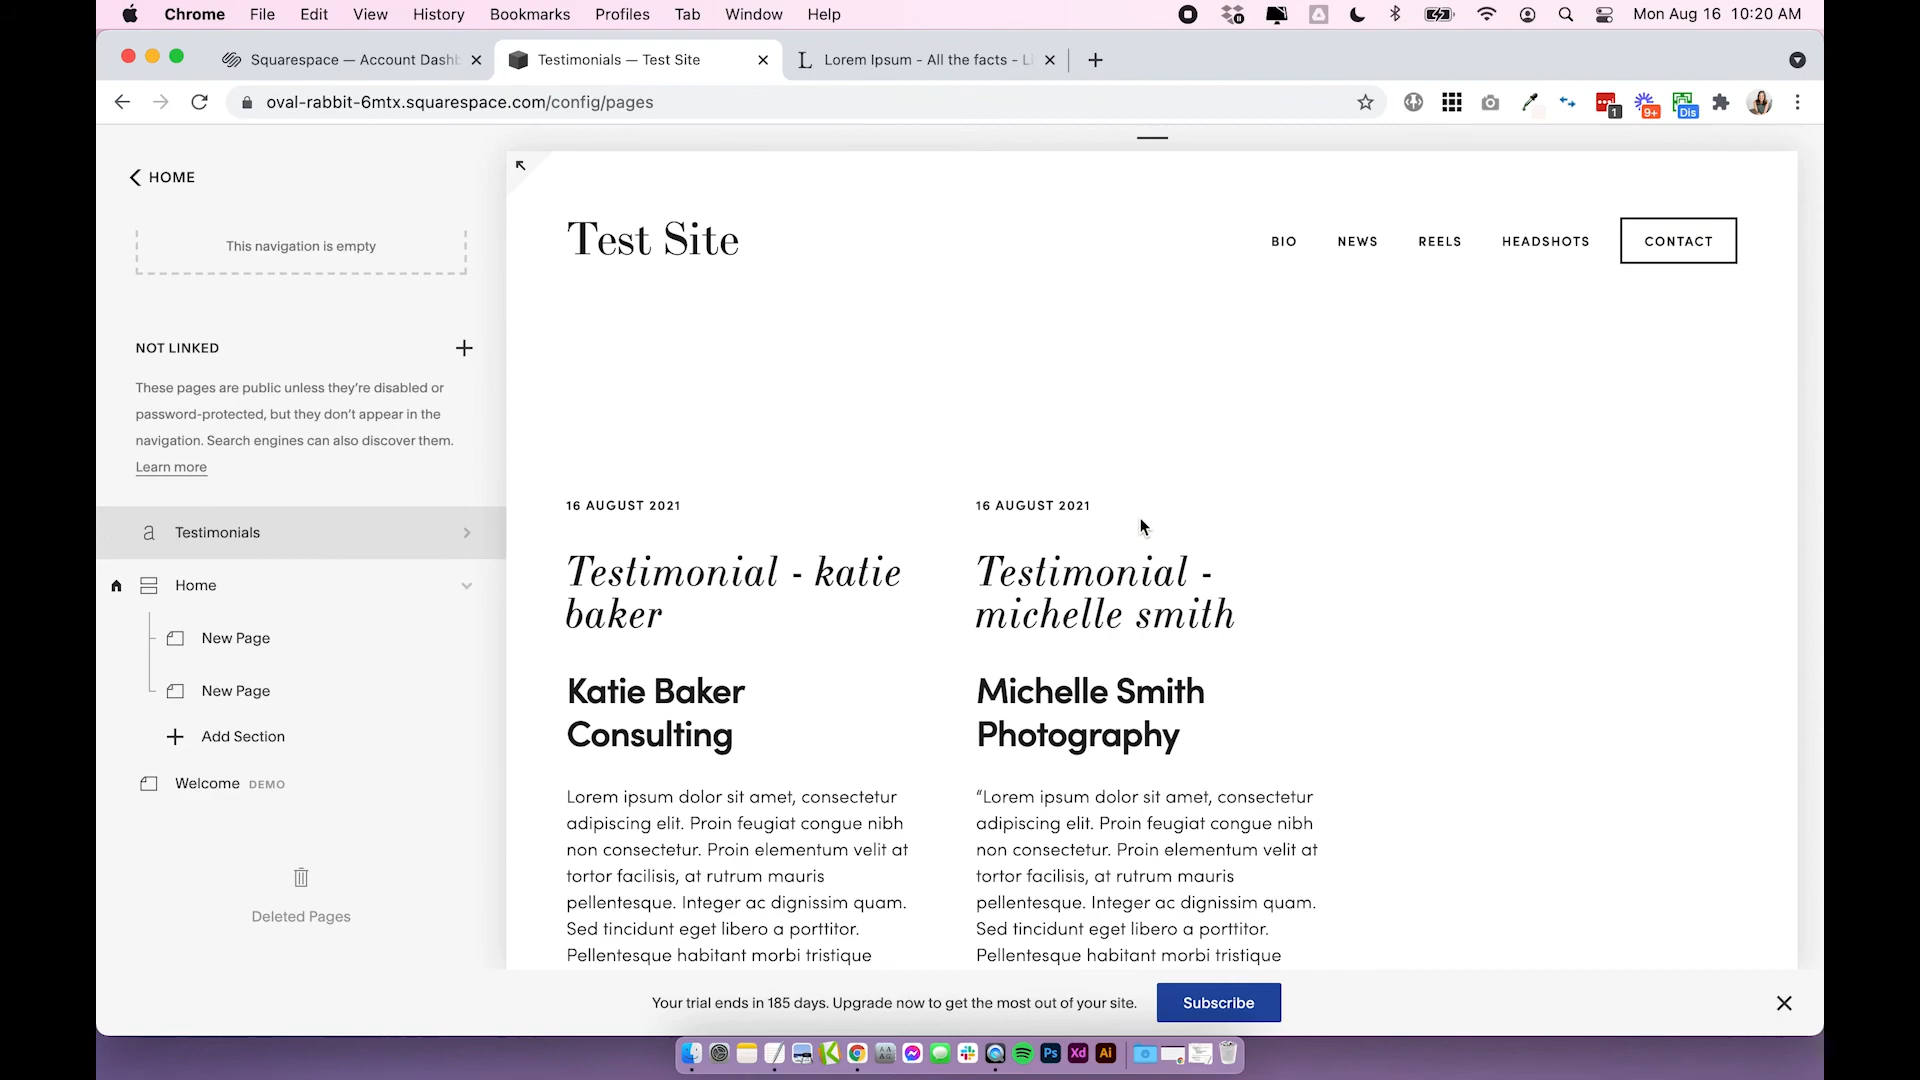 Chrome File Edit View History Bookmarks Profiles Tab Window Help Mon Aug 16 10:20 AM
Squarespace — Account Dashb Testimonials — Test Site Lorem Ipsum - All the facts - Li
oval-rabbit-6mtx.squarespace.com/config/pages
1 9+ Dis
HOME
This navigation is empty
NOT LINKED
These pages are public unless they’re disabled or
password-protected, but they don’t appear in the
navigation. Search engines can also discover them.
Learn more
a Testimonials
Home
New Page
New Page
Add Section
Welcome DEMO
Deleted Pages
Test Site
BIO NEWS REELS HEADSHOTS CONTACT
16 AUGUST 2021
Testimonial - katie
baker
Katie Baker
Consulting
Lorem ipsum dolor sit amet, consectetur
adipiscing elit. Proin feugiat congue nibh
non consectetur. Proin elementum velit at
tortor facilisis, at rutrum mauris
pellentesque. Integer ac dignissim quam.
Sed tincidunt eget libero a porttitor.
Pellentesque habitant morbi tristique
16 AUGUST 2021
Testimonial -
michelle smith
Michelle Smith
Photography
“Lorem ipsum dolor sit amet, consectetur
adipiscing elit. Proin feugiat congue nibh
non consectetur. Proin elementum velit at
tortor facilisis, at rutrum mauris
pellentesque. Integer ac dignissim quam.
Sed tincidunt eget libero a porttitor.
Pellentesque habitant morbi tristique
Your trial ends in 185 days. Upgrade now to get the most out of your site. Subscribe
Ps Xd Ai